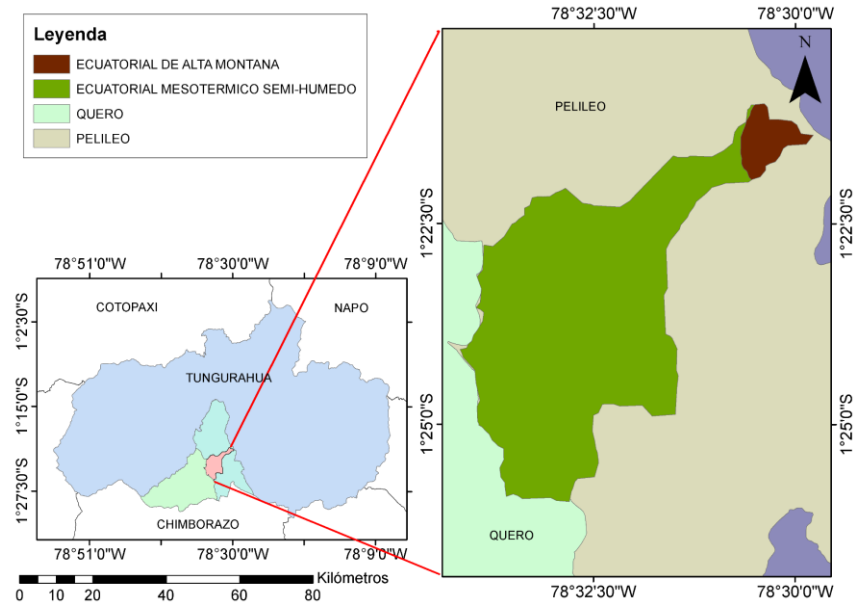 Leyenda
ECUATORIAL DE ALTA MONTANA
ECUATORIAL MESOTERMICO SEMI-HUMEDO
QUERO
PELILEO
78°32'30"W
78°30'0"W
N
PELILEO
1°22'30"S
1°22'30"S
1°25'0"S
1°25'0"S
QUERO
78°32'30"W
78°30'0"W
78°51'0"W
78°30'0"W
78°9'0"W
COTOPAXI
NAPO
1°2'30"S
1°2'30"S
TUNGURAHUA
1°15'0"S
1°15'0"S
1°27'30"S
1°27'30"S
CHIMBORAZO
78°51'0"W
78°30'0"W
78°9'0"W
Kilómetros
0 10 20 40 60 80